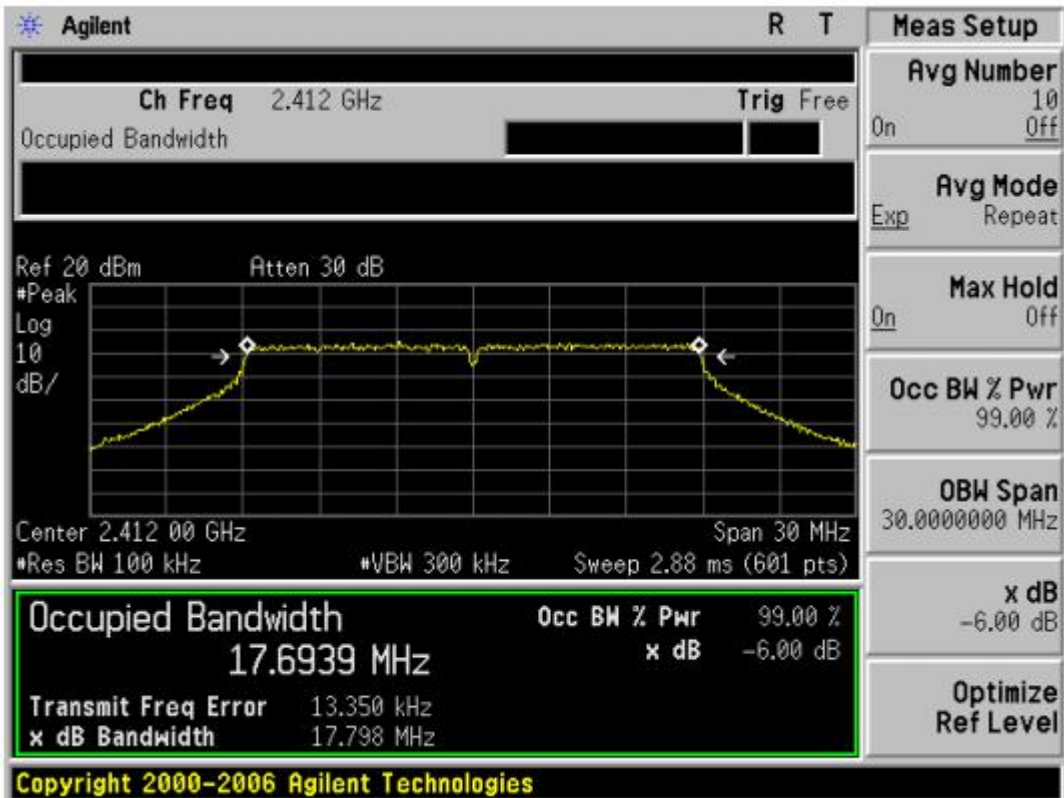 Agilent R T
Ch Freq 2.412 GHz Trig Free
Occupied Bandwidth
Ref 20 dBm Atten 30 dB
#Peak
Log
10
dB/
Center 2.412 00 GHz Span 30 MHz
#Res BW 100 kHz #VBW 300 kHz Sweep 2.88 ms (601 pts)
Occupied Bandwidth Occ BW % Pwr 99.00 %
17.6939 MHz x dB -6.00 dB
Transmit Freq Error 13.350 kHz
x dB Bandwidth 17.798 MHz
Copyright 2000-2006 Agilent Technologies
Meas Setup
Avg Number
10
On Off
Avg Mode
Exp Repeat
Max Hold
On Off
Occ BW % Pwr
99.00 %
OBW Span
30.0000000 MHz
x dB
-6.00 dB
Optimize
Ref Level